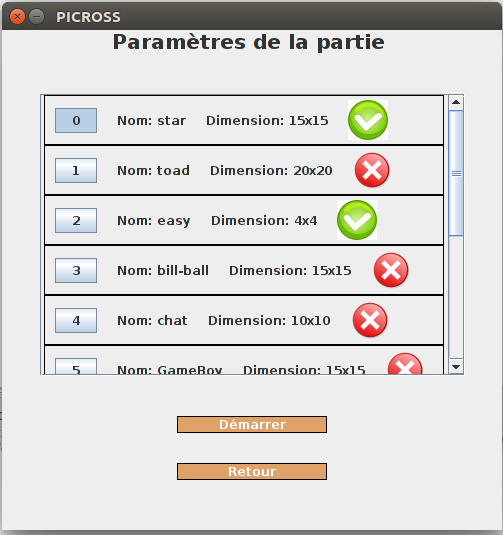 PICROSS
Paramètres de la partie
0 Nom: star Dimension: 15x15
1 Nom: toad Dimension: 20x20
2 Nom: easy Dimension: 4x4
3 Nom: bill-ball Dimension: 15x15
4 Nom: chat Dimension: 10x10
5 Nom: GameBoy Dimension: 15x15
Démarrer
Retour